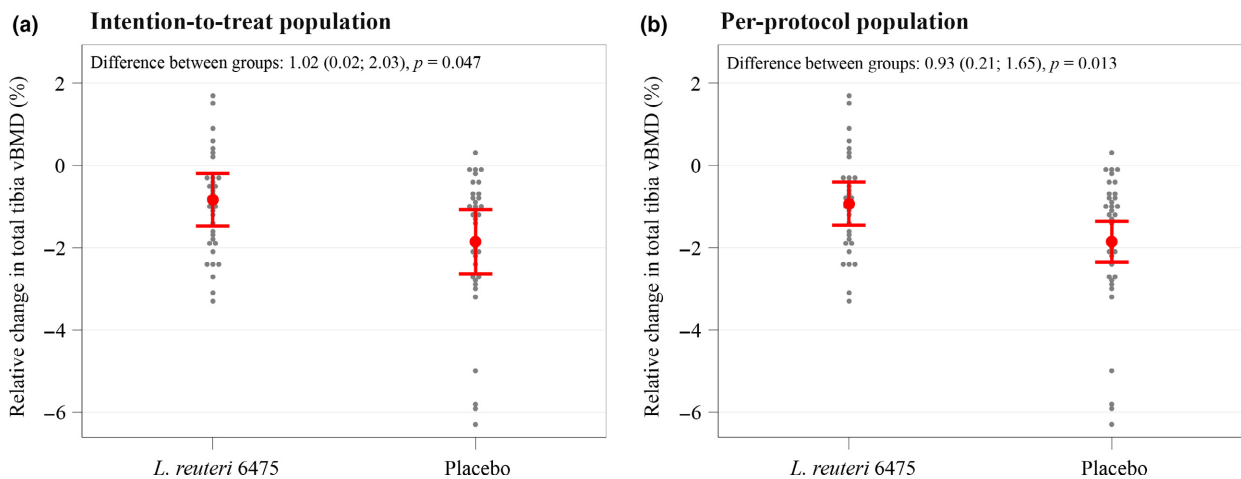 (a)
Intention-to-treat population
Difference between groups: 1.02 (0.02; 2.03), p = 0.047
Relative change in total tibia vBMD (%)
2
0
−2
−4
−6
L. reuteri 6475
Placebo
(b)
Per-protocol population
Difference between groups: 0.93 (0.21; 1.65), p = 0.013
Relative change in total tibia vBMD (%)
2
0
−2
−4
−6
L. reuteri 6475
Placebo